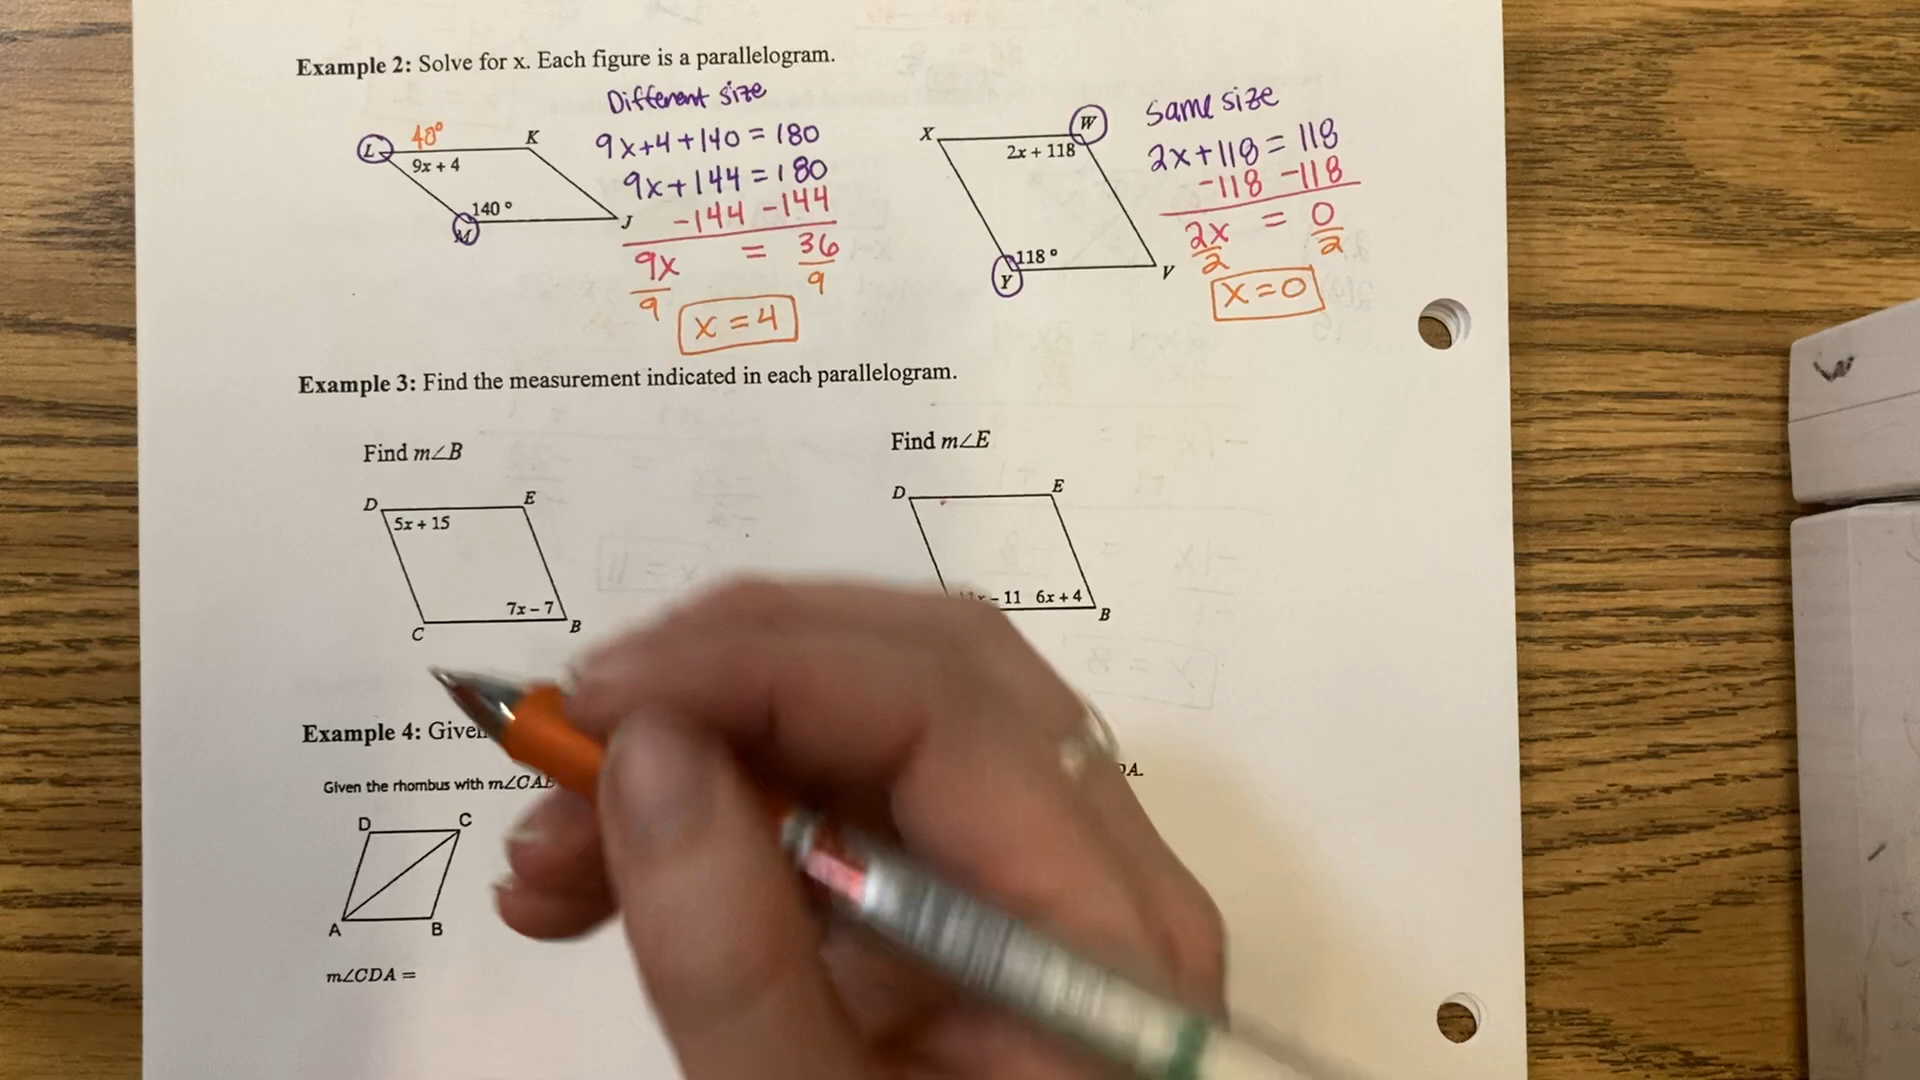 Example 2: Solve for x. Each figure is a parallelogram.
Different size
L
40°
K
9x + 4
140 °
M
J
9x+4+140 = 180
9x+144 = 180
-144 -144
9x = 36
9 9
x = 4
X
W
2x + 118
118 °
Y
V
same size
2x+118 = 118
-118 -118
2x = 0
2 2
x = 0
Example 3: Find the measurement indicated in each parallelogram.
Find m∠B
D
E
5x + 15
7x – 7
C
B
Find m∠E
D
E
– 11 6x + 4
B
Example 4: Given
Given the rhombus with m∠CAB
D
C
A
B
m∠CDA =